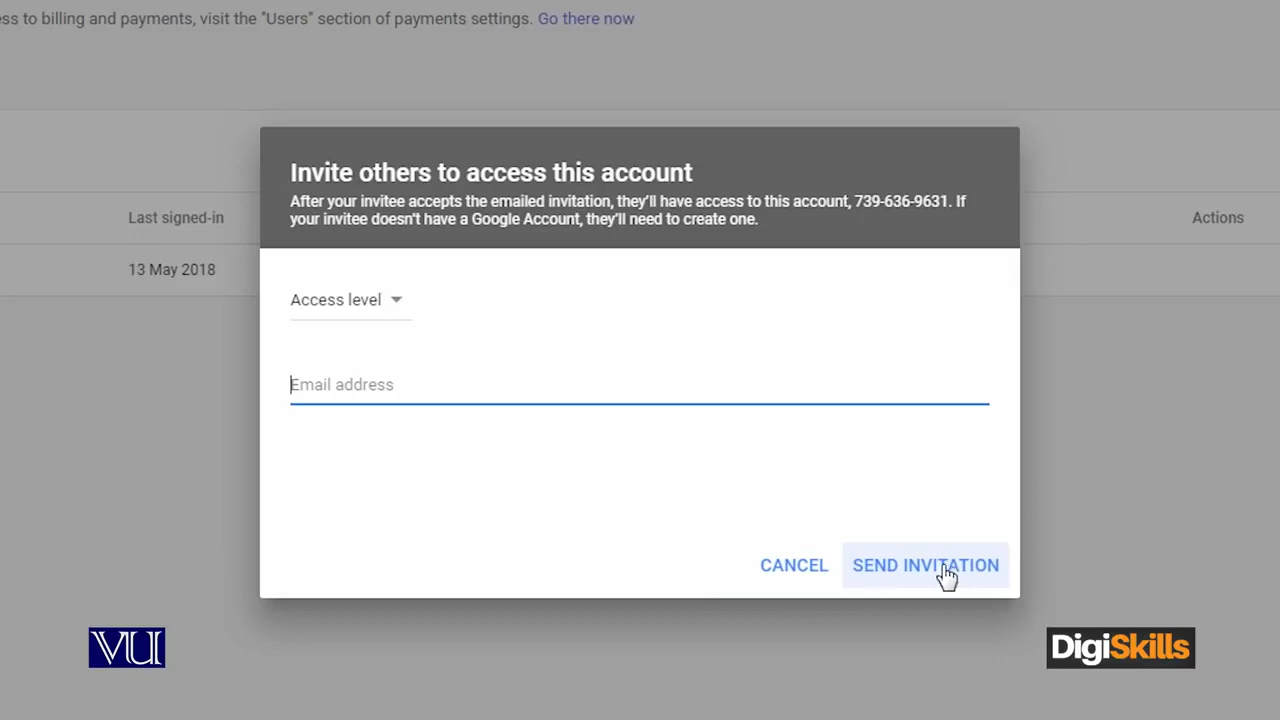 ess to billing and payments, visit the "Users" section of payments settings. Go there now
Invite others to access this account
After your invitee accepts the emailed invitation, they'll have access to this account, 739-636-9631. If
your invitee doesn't have a Google Account, they'll need to create one.
Last signed-in
Actions
13 May 2018
Access level
Email address
CANCEL
SEND INVITATION
VU
DigiSkills